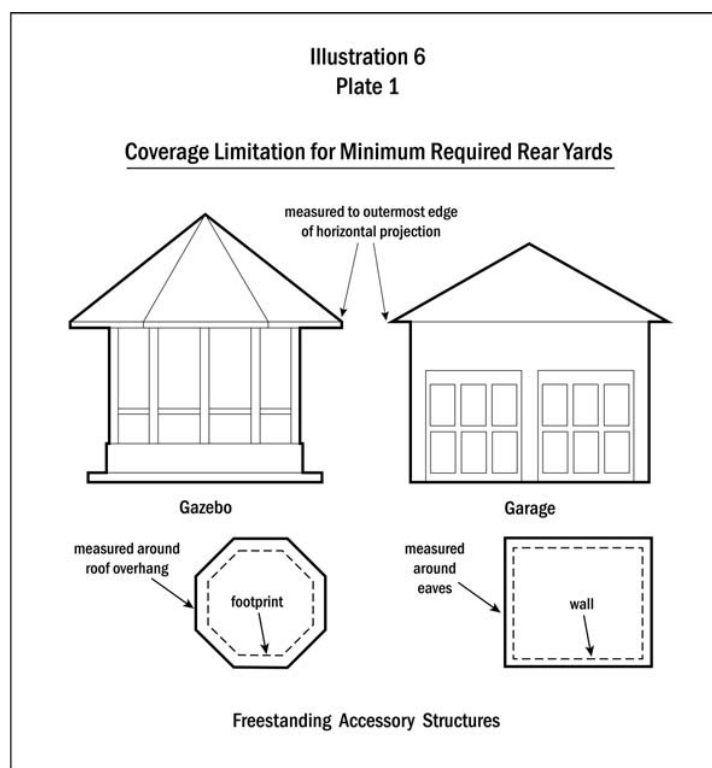 Illustration 6
Plate 1
Coverage Limitation for Minimum Required Rear Yards
measured to outermost edge
of horizontal projection
Gazebo
Garage
measured around
roof overhang
footprint
measured
around
eaves
wall
Freestanding Accessory Structures